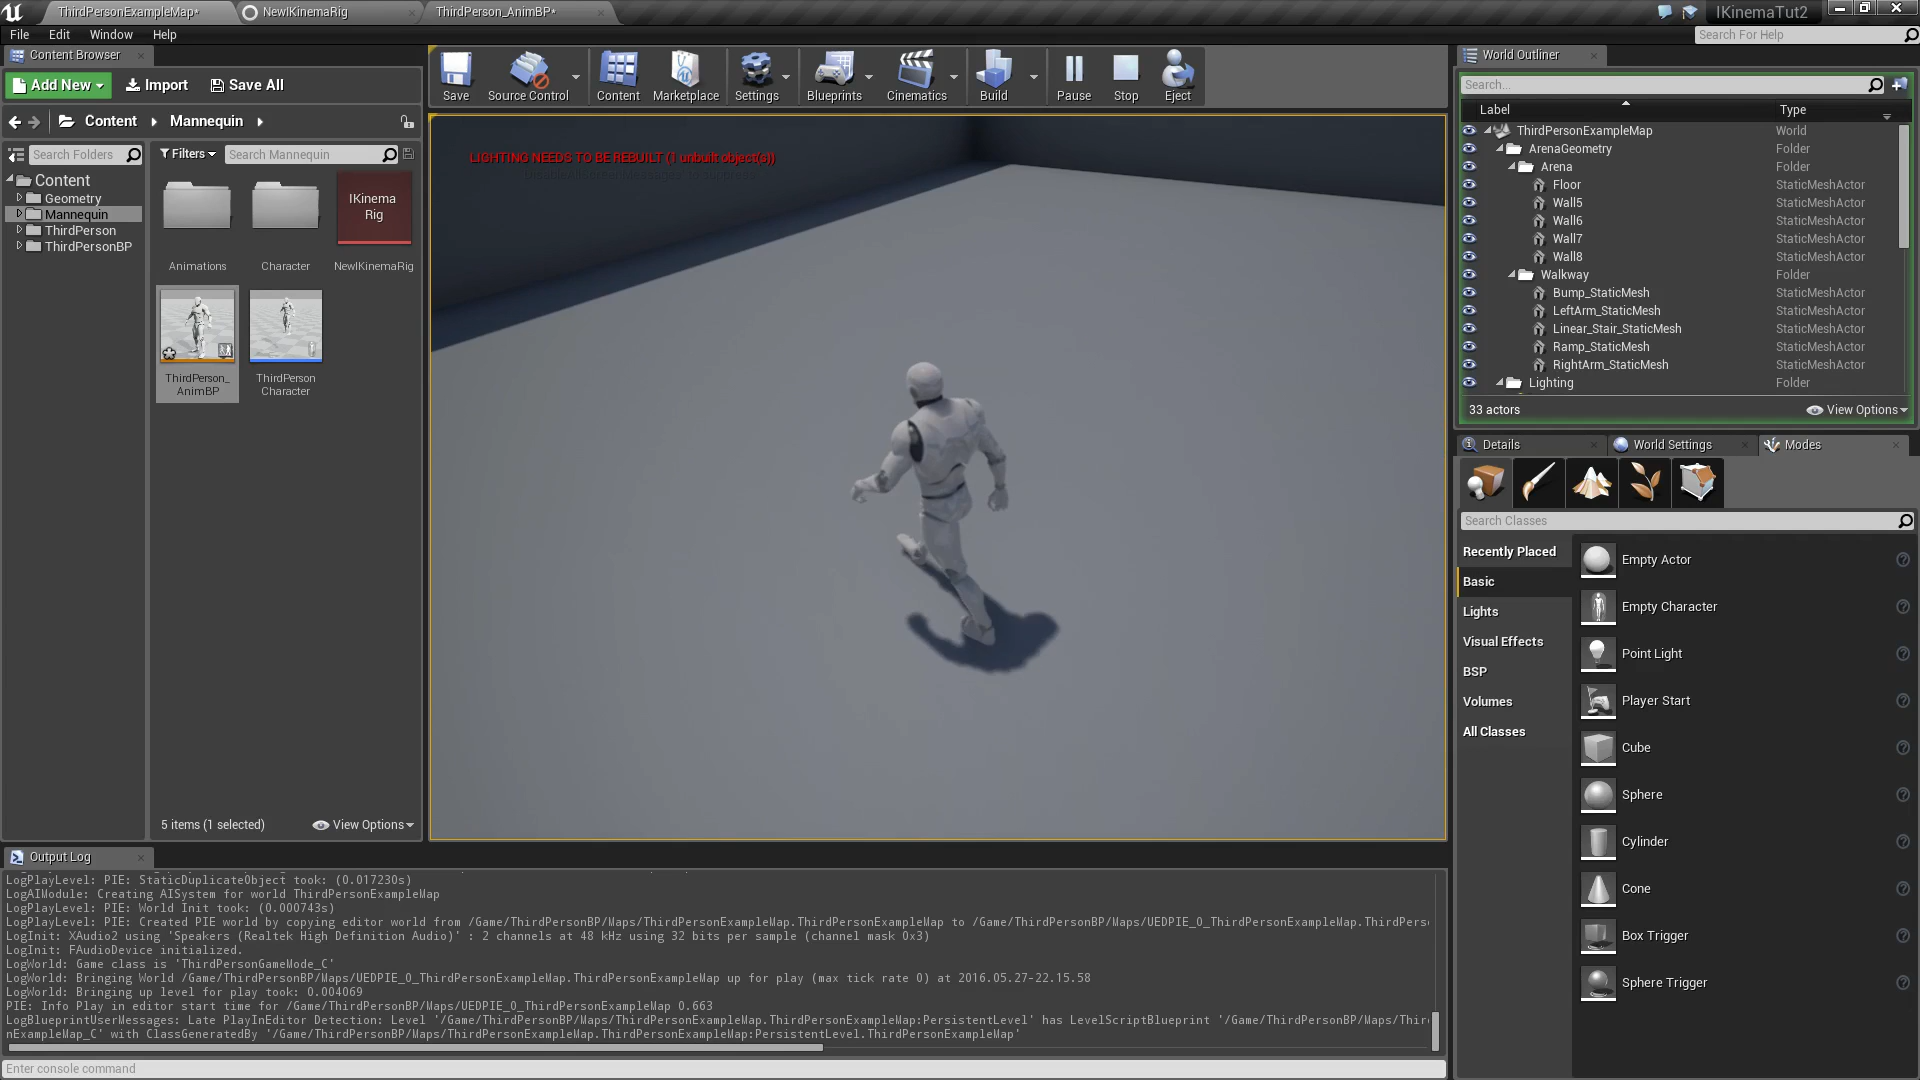 ThirdPersonExampleMap*
NewIKinemaRig
ThirdPerson_AnimBP*
IKinemaTut2
File Edit Window Help
Search For Help
Content Browser
Add New
Import
Save All
Content Mannequin
Search Folders
Filters
Search Mannequin
Content
Geometry
Mannequin
ThirdPerson
ThirdPersonBP
IKinema
Rig
Animations
Character
NewIKinemaRig
ThirdPerson_
AnimBP
ThirdPerson
Character
5 items (1 selected)
View Options
Save
Source Control
Content
Marketplace
Settings
Blueprints
Cinematics
Build
Pause
Stop
Eject
LIGHTING NEEDS TO BE REBUILT (1 unbuilt object(s))
World Outliner
Search...
Label Type
ThirdPersonExampleMap World
ArenaGeometry Folder
Arena Folder
Floor StaticMeshActor
Wall5 StaticMeshActor
Wall6 StaticMeshActor
Wall7 StaticMeshActor
Wall8 StaticMeshActor
Walkway Folder
Bump_StaticMesh StaticMeshActor
LeftArm_StaticMesh StaticMeshActor
Linear_Stair_StaticMesh StaticMeshActor
Ramp_StaticMesh StaticMeshActor
RightArm_StaticMesh StaticMeshActor
Lighting Folder
33 actors
View Options
Details
World Settings
Modes
Search Classes
Recently Placed
Basic
Lights
Visual Effects
BSP
Volumes
All Classes
Empty Actor
Empty Character
Point Light
Player Start
Cube
Sphere
Cylinder
Cone
Box Trigger
Sphere Trigger
Output Log
LogPlayLevel: PIE: StaticDuplicateObject took: (0.017230s)
LogAIModule: Creating AISystem for world ThirdPersonExampleMap
LogPlayLevel: PIE: World Init took: (0.000743s)
LogPlayLevel: PIE: Created PIE world by copying editor world from /Game/ThirdPersonBP/Maps/ThirdPersonExampleMap.ThirdPersonExampleMap to /Game/ThirdPersonBP/Maps/UEDPIE_0_ThirdPersonExampleMap.ThirdPers
LogInit: XAudio2 using 'Speakers (Realtek High Definition Audio)' : 2 channels at 48 kHz using 32 bits per sample (channel mask 0x3)
LogInit: FAudioDevice initialized.
LogWorld: Game class is 'ThirdPersonGameMode_C'
LogWorld: Bringing World /Game/ThirdPersonBP/Maps/UEDPIE_0_ThirdPersonExampleMap.ThirdPersonExampleMap up for play (max tick rate 0) at 2016.05.27-22.15.58
LogWorld: Bringing up level for play took: 0.004069
PIE: Info Play in editor start time for /Game/ThirdPersonBP/Maps/UEDPIE_0_ThirdPersonExampleMap 0.663
LogBlueprintUserMessages: Late PlayInEditor Detection: Level '/Game/ThirdPersonBP/Maps/ThirdPersonExampleMap.ThirdPersonExampleMap:PersistentLevel' has LevelScriptBlueprint '/Game/ThirdPersonBP/Maps/Thir
nExampleMap_C' with ClassGeneratedBy '/Game/ThirdPersonBP/Maps/ThirdPersonExampleMap.ThirdPersonExampleMap:PersistentLevel.ThirdPersonExampleMap'
Enter console command